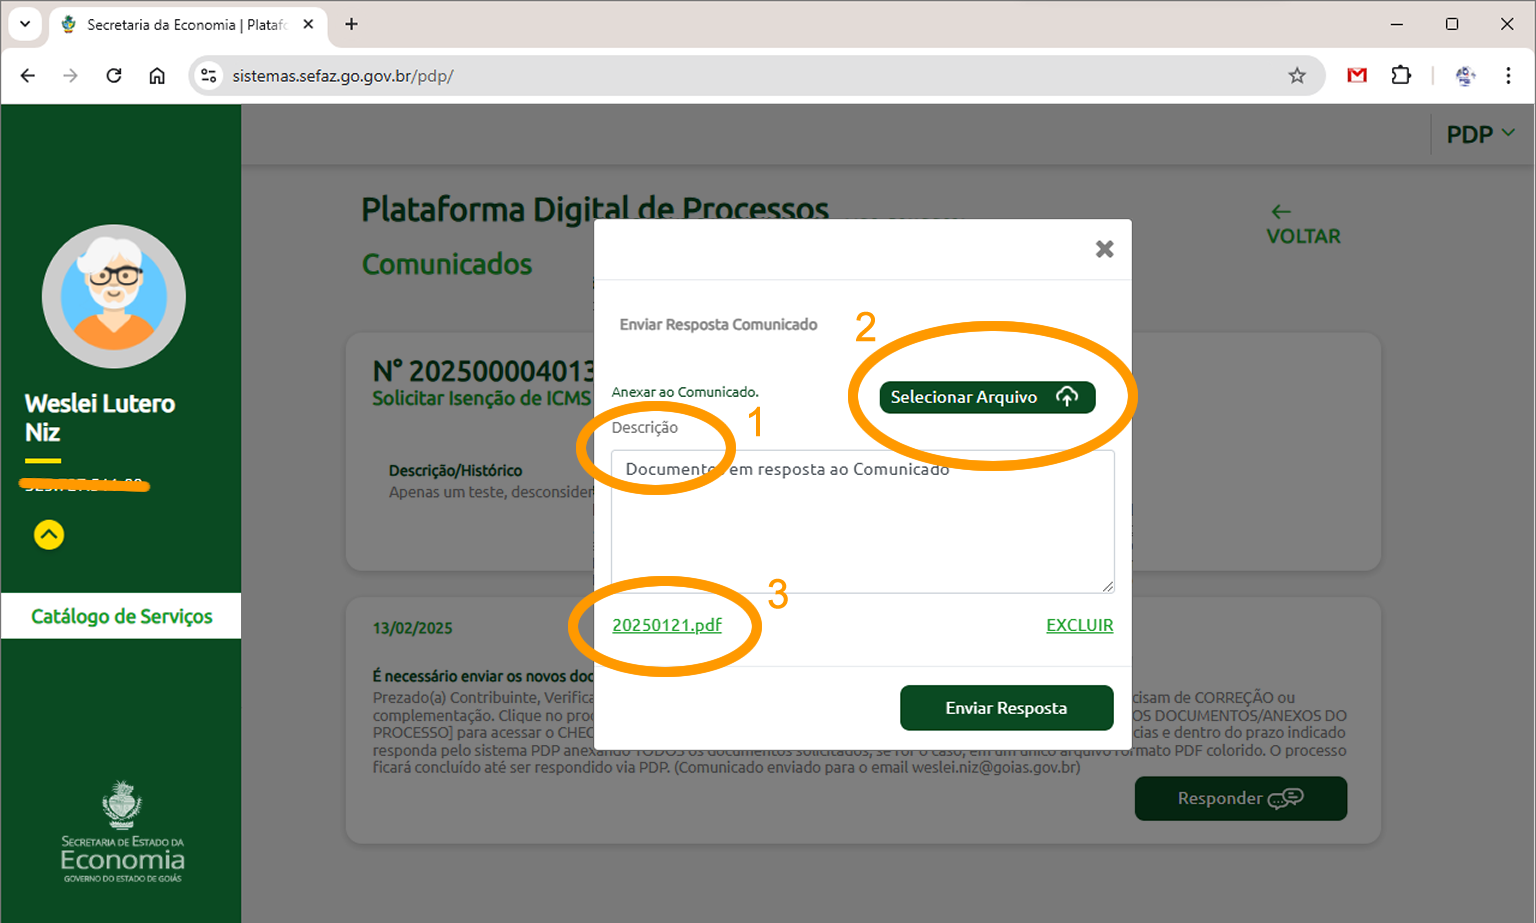 Secretaria da Economia | Plataf
sistemas.sefaz.go.gov.br/pdp/
PDP
Plataforma Digital de Processos
VOLTAR
Comunicados
Weslei Lutero
Niz
Catálogo de Serviços
SECRETARIA DE ESTADO DA
Economia
GOVERNO DO ESTADO DE GOIÁS
Nº 202500004013
Solicitar Isenção de ICMS
Descrição/Histórico
Apenas um teste, desconsider
Enviar Resposta Comunicado
2
Anexar ao Comunicado.
Selecionar Arquivo
Descrição
1
Documentos em resposta ao Comunicado
3
20250121.pdf
EXCLUIR
Enviar Resposta
13/02/2025
É necessário enviar os novos doc
Prezado(a) Contribuinte, Verifica cisam de CORREÇÃO ou
complementação. Clique no proc OS DOCUMENTOS/ANEXOS DO
PROCESSO] para acessar o CHEC cias e dentro do prazo indicado
responda pelo sistema PDP anexando TODOS os documentos solicitados, se for o caso, em um único arquivo formato PDF colorido. O processo
ficará concluído até ser respondido via PDP. (Comunicado enviado para o email weslei.niz@goias.gov.br)
Responder